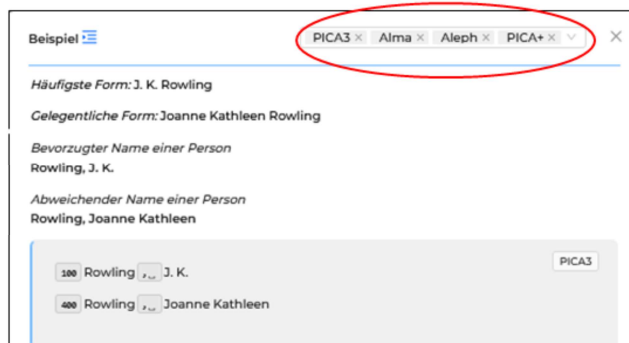 Beispiel PICA3 × Alma × Aleph × PICA+ ×
Häufigste Form: J. K. Rowling
Gelegentliche Form: Joanne Kathleen Rowling
Bevorzugter Name einer Person
Rowling, J. K.
Abweichender Name einer Person
Rowling, Joanne Kathleen
PICA3
100 Rowling ,␣ J. K.
400 Rowling ,␣ Joanne Kathleen